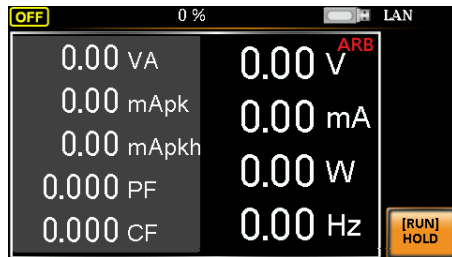 OFF 0 % LAN
0.00 VA
0.00 mApk
0.00 mApkh
0.000 PF
0.000 CF
ARB
0.00 V
0.00 mA
0.00 W
0.00 Hz
[RUN]
HOLD